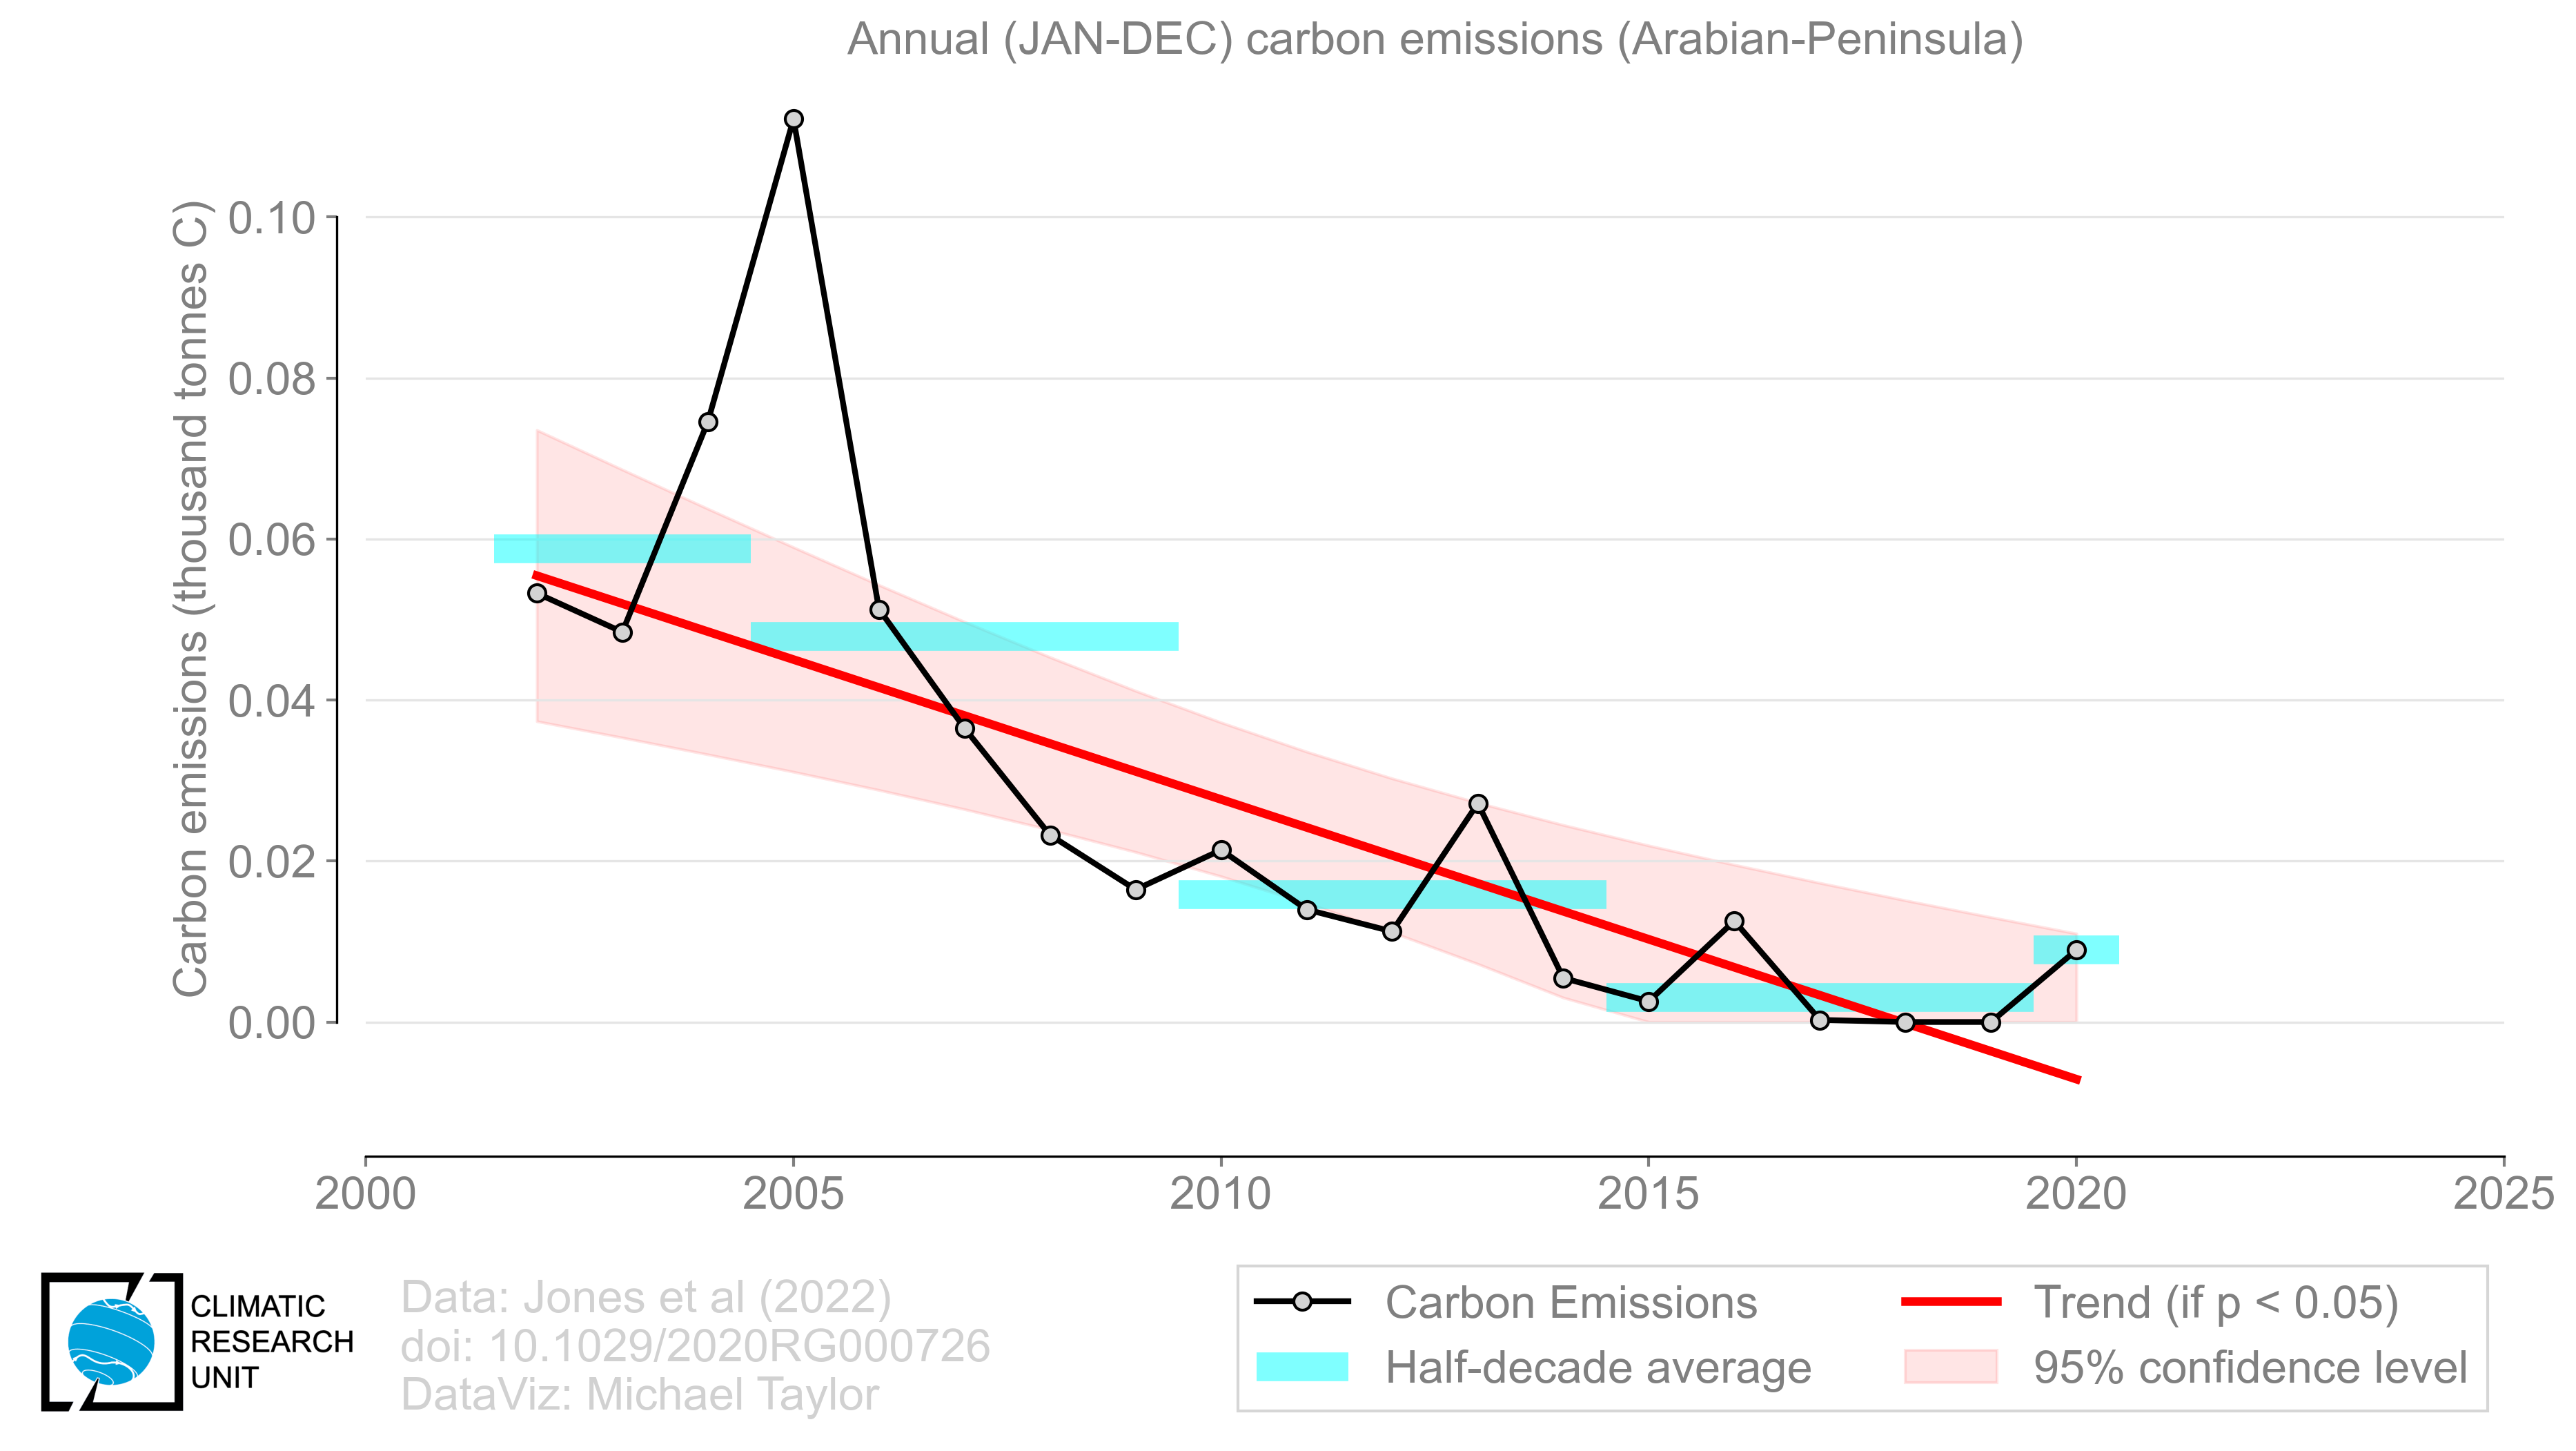 Annual (JAN-DEC) carbon emissions (Arabian-Peninsula)
Carbon emissions (thousand tonnes C)
0.10
0.08
0.06
0.04
0.02
0.00
2000 2005 2010 2015 2020 2025
CLIMATIC
RESEARCH
UNIT
Data: Jones et al (2022)
doi: 10.1029/2020RG000726
DataViz: Michael Taylor
Carbon Emissions
Half-decade average
Trend (if p < 0.05)
95% confidence level